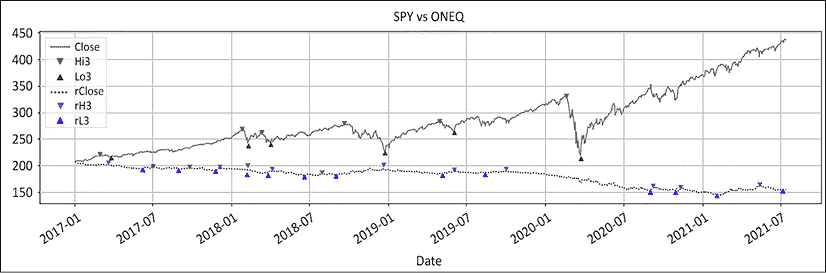 SPY vs ONEQ
450
400
350
300
250
200
150
Close
Hi3
Lo3
rClose
rH3
rL3
2017-01
2017-07
2018-01
2018-07
2019-01
2019-07
2020-01
2020-07
2021-01
2021-07
Date